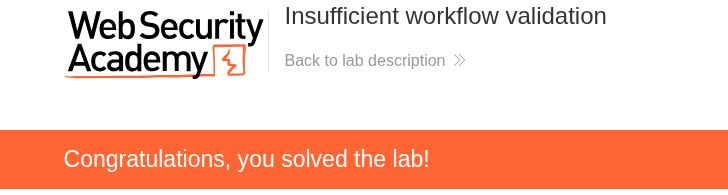 Web Security
Academy
Insufficient workflow validation
Back to lab description
Congratulations, you solved the lab!